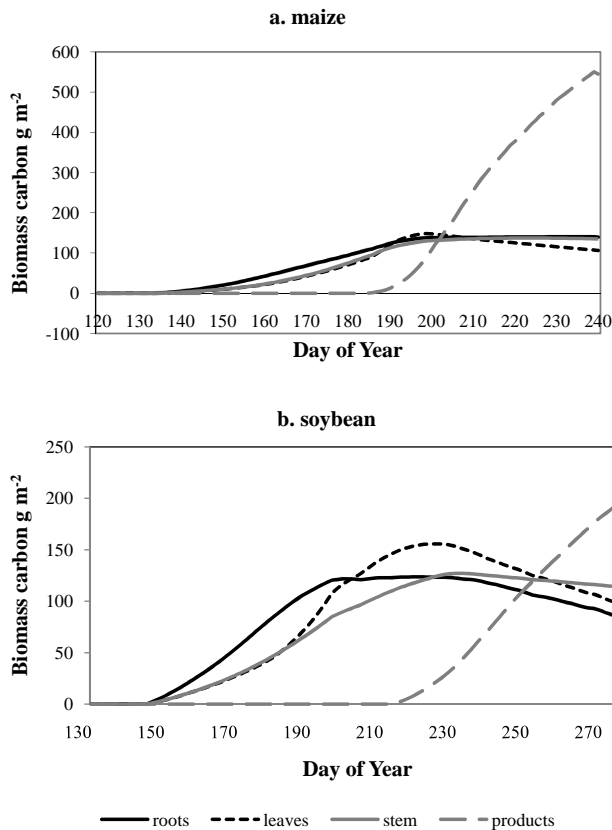 a. maize
Biomass carbon g m-2
600
500
400
300
200
100
0
-100
120 130 140 150 160 170 180 190 200 210 220 230 240
Day of Year
b. soybean
Biomass carbon g m-2
250
200
150
100
50
0
130 150 170 190 210 230 250 270
Day of Year
roots leaves stem products